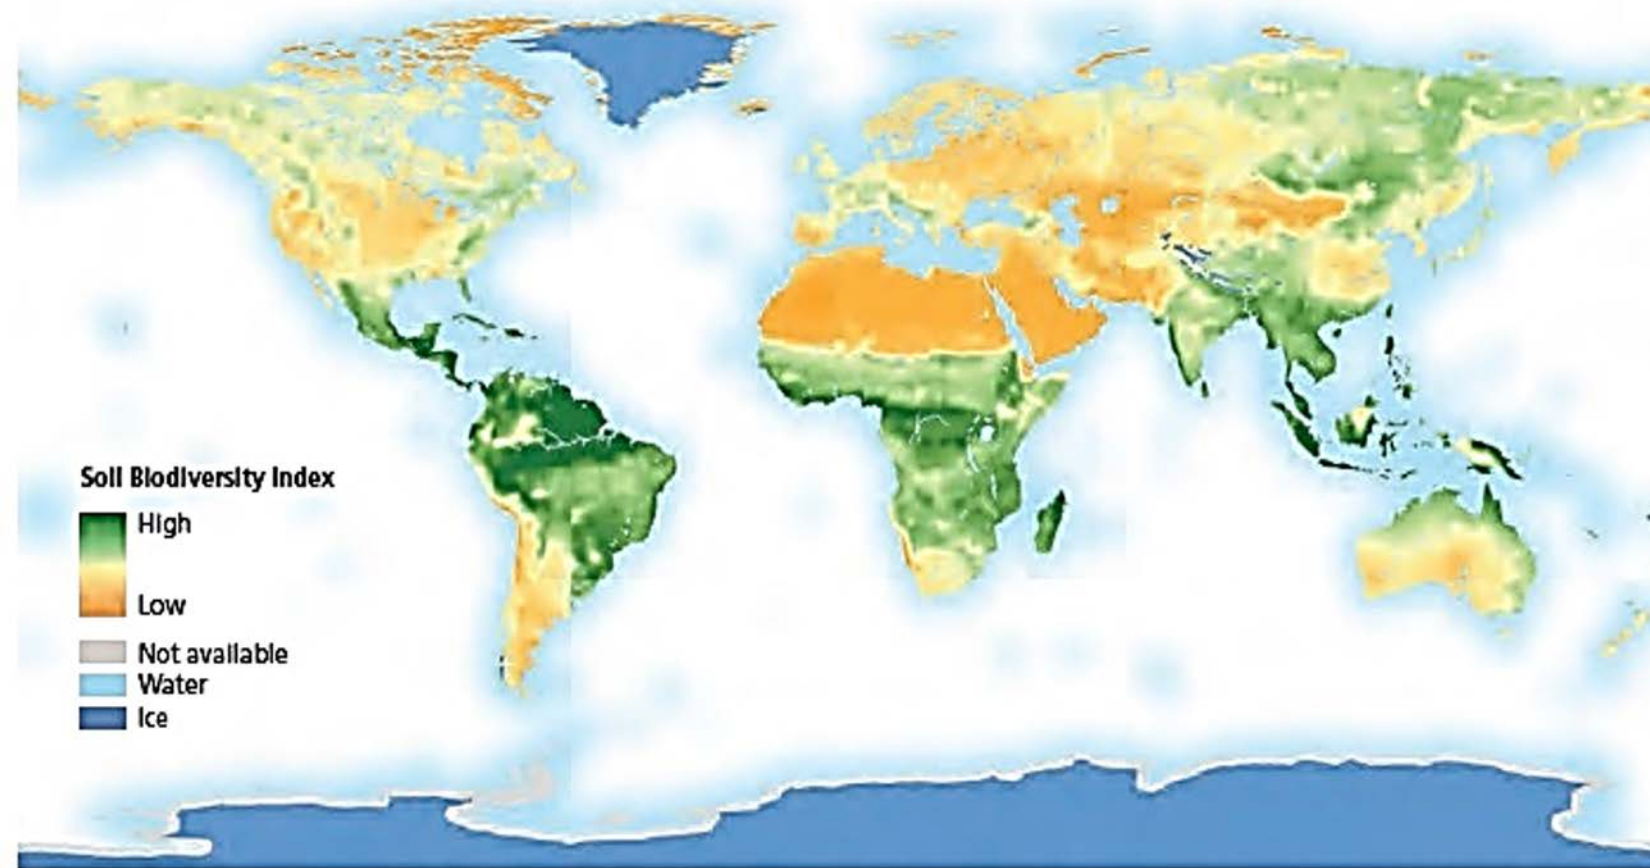 Soil Biodiversity Index
High
Low
Not available
Water
Ice